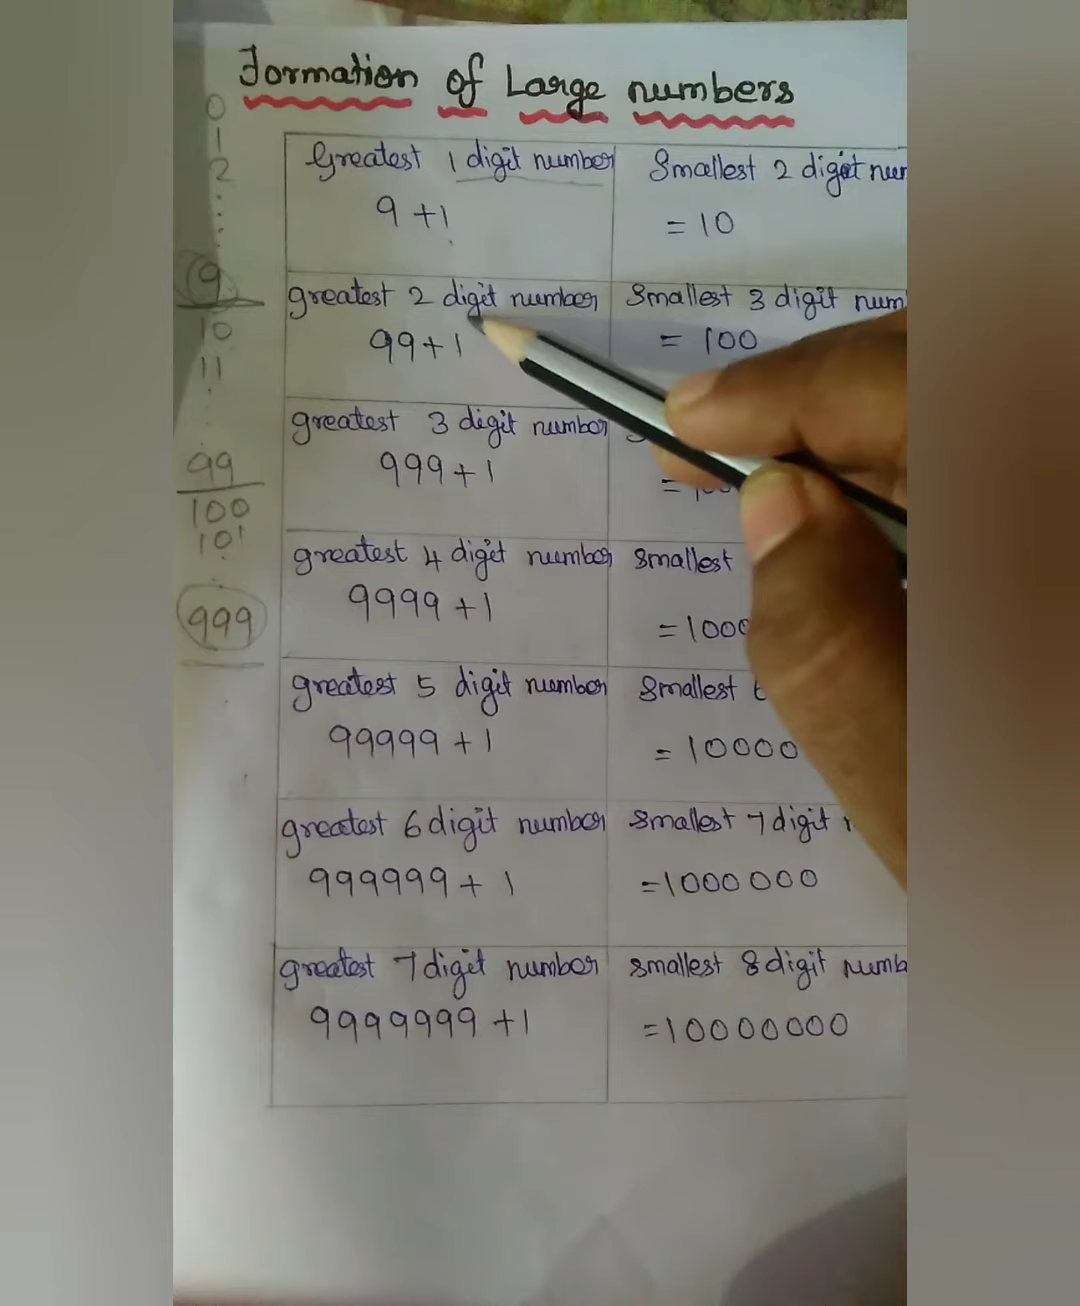 Formation of Large numbers
0
1
2
9
10
11
99
100
101
999
Greatest 1 digit number Smallest 2 digit
9 +1 = 10
greatest 2 digit number Smallest 3 digit
99+1 = 100
greatest 3 digit number
999+1
greatest 4 digit number smallest
9999 +1
greatest 5 digit number Smallest
99999 +1
greatest 6 digit number smallest 7 digit
999999 + 1 =1000000
greatest 7 digit number smallest 8 digit
9999999 +1 =10000000